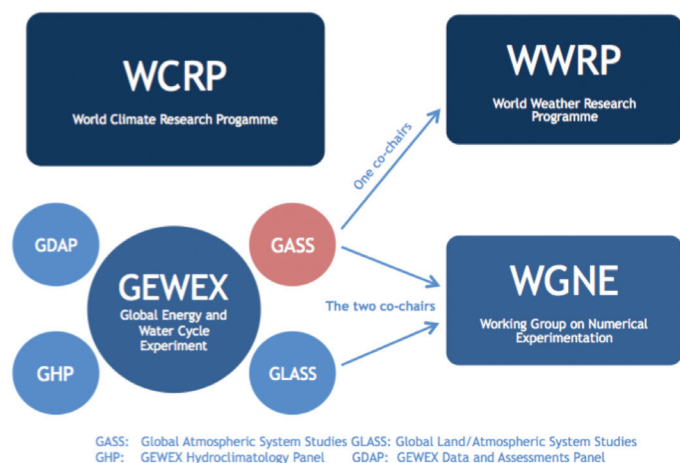 WCRP
World Climate Research Progamme
WWRP
World Weather Research
Programme
One co-chairs
GDAP
GASS
GEWEX
Global Energy and
Water Cycle
Experiment
The two co-chairs
WGNE
Working Group on Numerical
Experimentation
GHP
GLASS
GASS: Global Atmospheric System Studies GLASS: Global Land/Atmospheric System Studies
GHP: GEWEX Hydroclimatology Panel GDAP: GEWEX Data and Assessments Panel